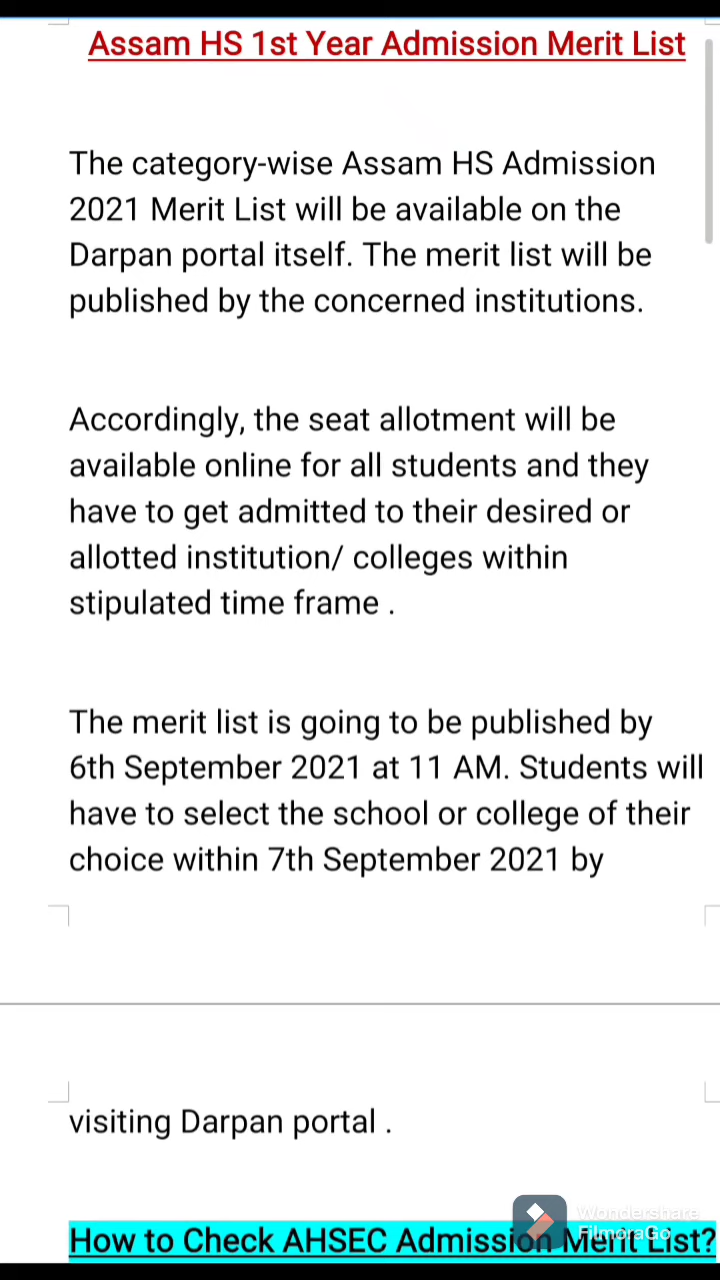 Assam HS 1st Year Admission Merit List
The category-wise Assam HS Admission
2021 Merit List will be available on the
Darpan portal itself. The merit list will be
published by the concerned institutions.
Accordingly, the seat allotment will be
available online for all students and they
have to get admitted to their desired or
allotted institution/ colleges within
stipulated time frame .
The merit list is going to be published by
6th September 2021 at 11 AM. Students will
have to select the school or college of their
choice within 7th September 2021 by
visiting Darpan portal .
Wondershare
FilmoraGo
How to Check AHSEC Admission Merit List?